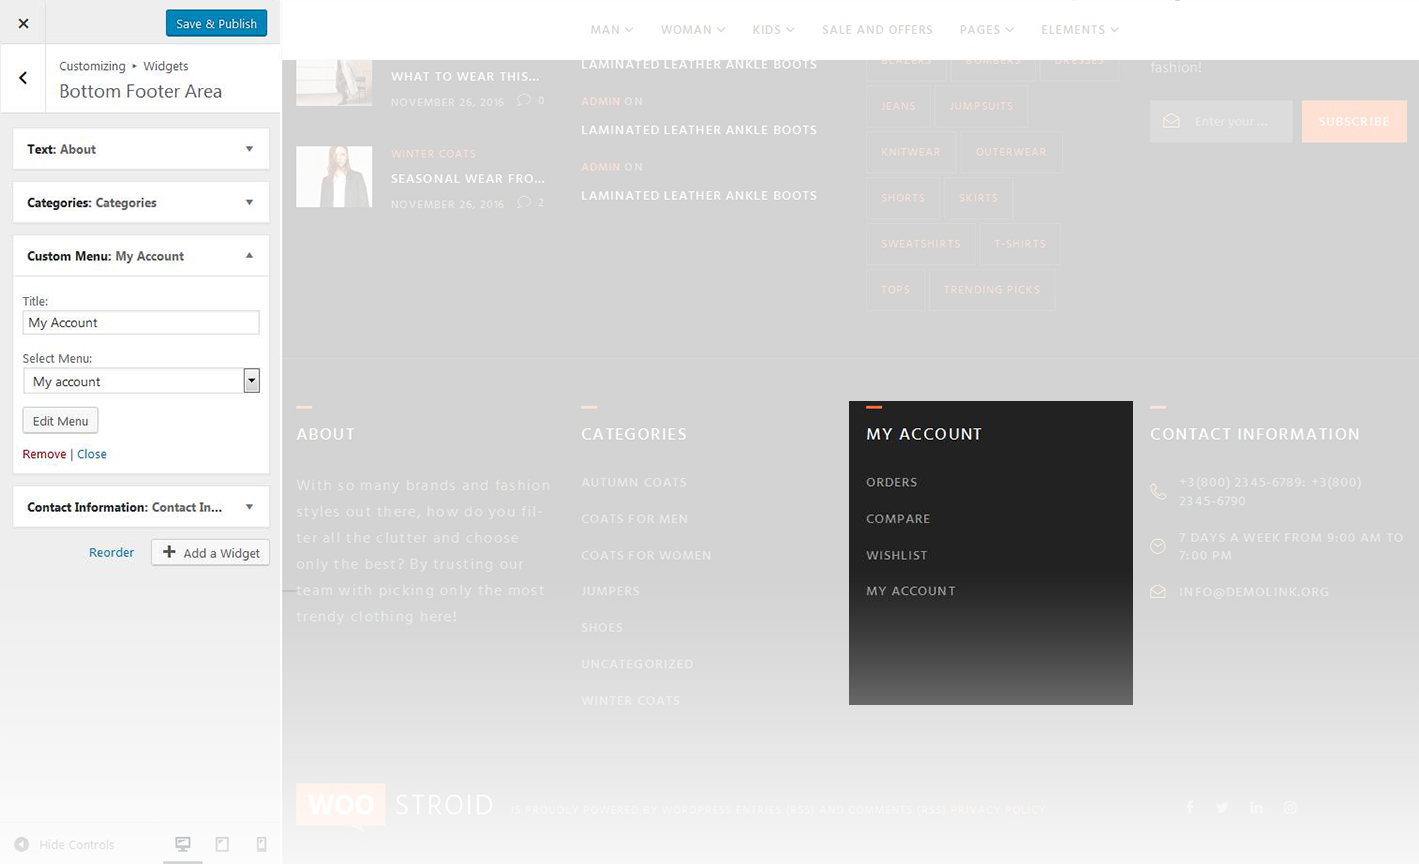 Save & Publish
Customizing ▸ Widgets
Bottom Footer Area
Text: About
Categories: Categories
Custom Menu: My Account
Title:
My Account
Select Menu:
My account
Edit Menu
Remove | Close
Contact Information: Contact In...
Reorder
Add a Widget
Hide Controls
MAN
WOMAN
KIDS
SALE AND OFFERS
PAGES
ELEMENTS
WHAT TO WEAR THIS...
NOVEMBER 26, 2016 0
WINTER COATS
SEASONAL WEAR FRO...
NOVEMBER 26, 2016 2
LAMINATED LEATHER ANKLE BOOTS
ADMIN ON
LAMINATED LEATHER ANKLE BOOTS
ADMIN ON
LAMINATED LEATHER ANKLE BOOTS
BLAZERS BOMBERS DRESSES
JEANS JUMPSUITS
KNITWEAR OUTERWEAR
SHORTS SKIRTS
SWEATSHIRTS T-SHIRTS
TOPS TRENDING PICKS
fashion!
Enter your ...
SUBSCRIBE
ABOUT
With so many brands and fashion
styles out there, how do you fil-
ter all the clutter and choose
only the best? By trusting our
team with picking only the most
trendy clothing here!
CATEGORIES
AUTUMN COATS
COATS FOR MEN
COATS FOR WOMEN
JUMPERS
SHOES
UNCATEGORIZED
WINTER COATS
MY ACCOUNT
ORDERS
COMPARE
WISHLIST
MY ACCOUNT
CONTACT INFORMATION
+3(800) 2345-6789; +3(800)
2345-6790
7 DAYS A WEEK FROM 9:00 AM TO
7:00 PM
INFO@DEMOLINK.ORG
WOO STROID
IS PROUDLY POWERED BY WORDPRESS ENTRIES (RSS) AND COMMENTS (RSS) PRIVACY POLICY